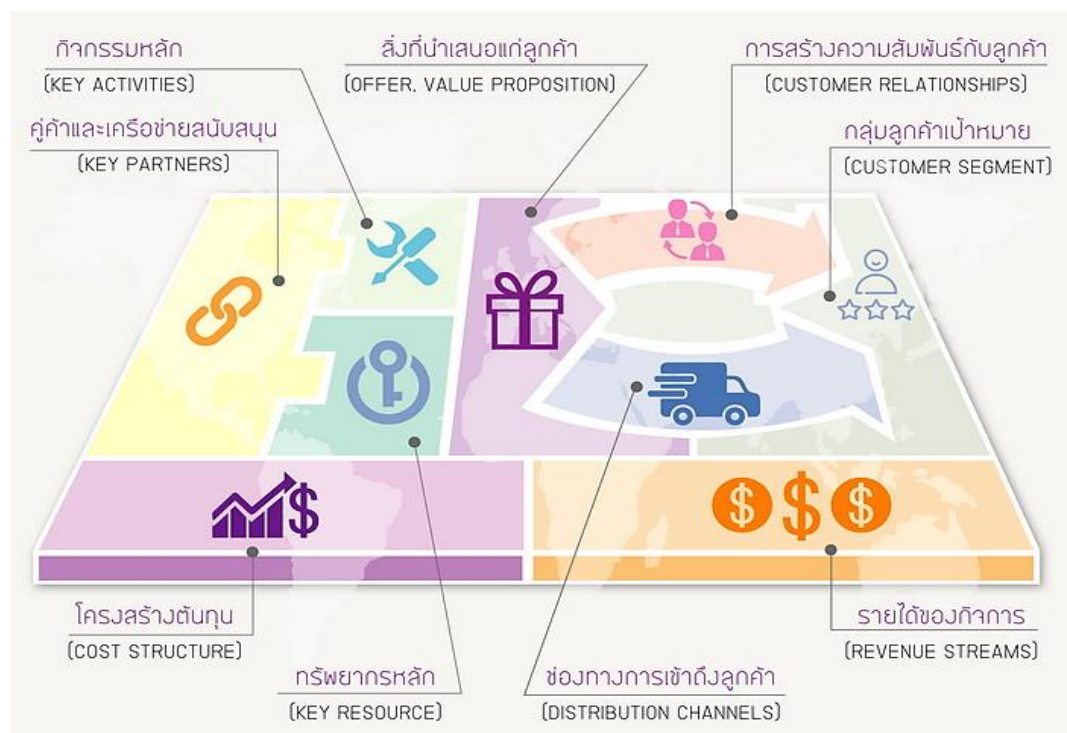 กิจกรรมหลัก
(KEY ACTIVITIES)
สิ่งที่นำเสนอแก่ลูกค้า
(OFFER, VALUE PROPOSITION)
การสร้างความสัมพันธ์กับลูกค้า
(CUSTOMER RELATIONSHIPS)
คู่ค้าและเครือข่ายสนับสนุน
(KEY PARTNERS)
กลุ่มลูกค้าเป้าหมาย
(CUSTOMER SEGMENT)
$
$ $ $
โครงสร้างต้นทุน
(COST STRUCTURE)
รายได้ของกิจการ
(REVENUE STREAMS)
ทรัพยากรหลัก
(KEY RESOURCE)
ช่องทางการเข้าถึงลูกค้า
(DISTRIBUTION CHANNELS)